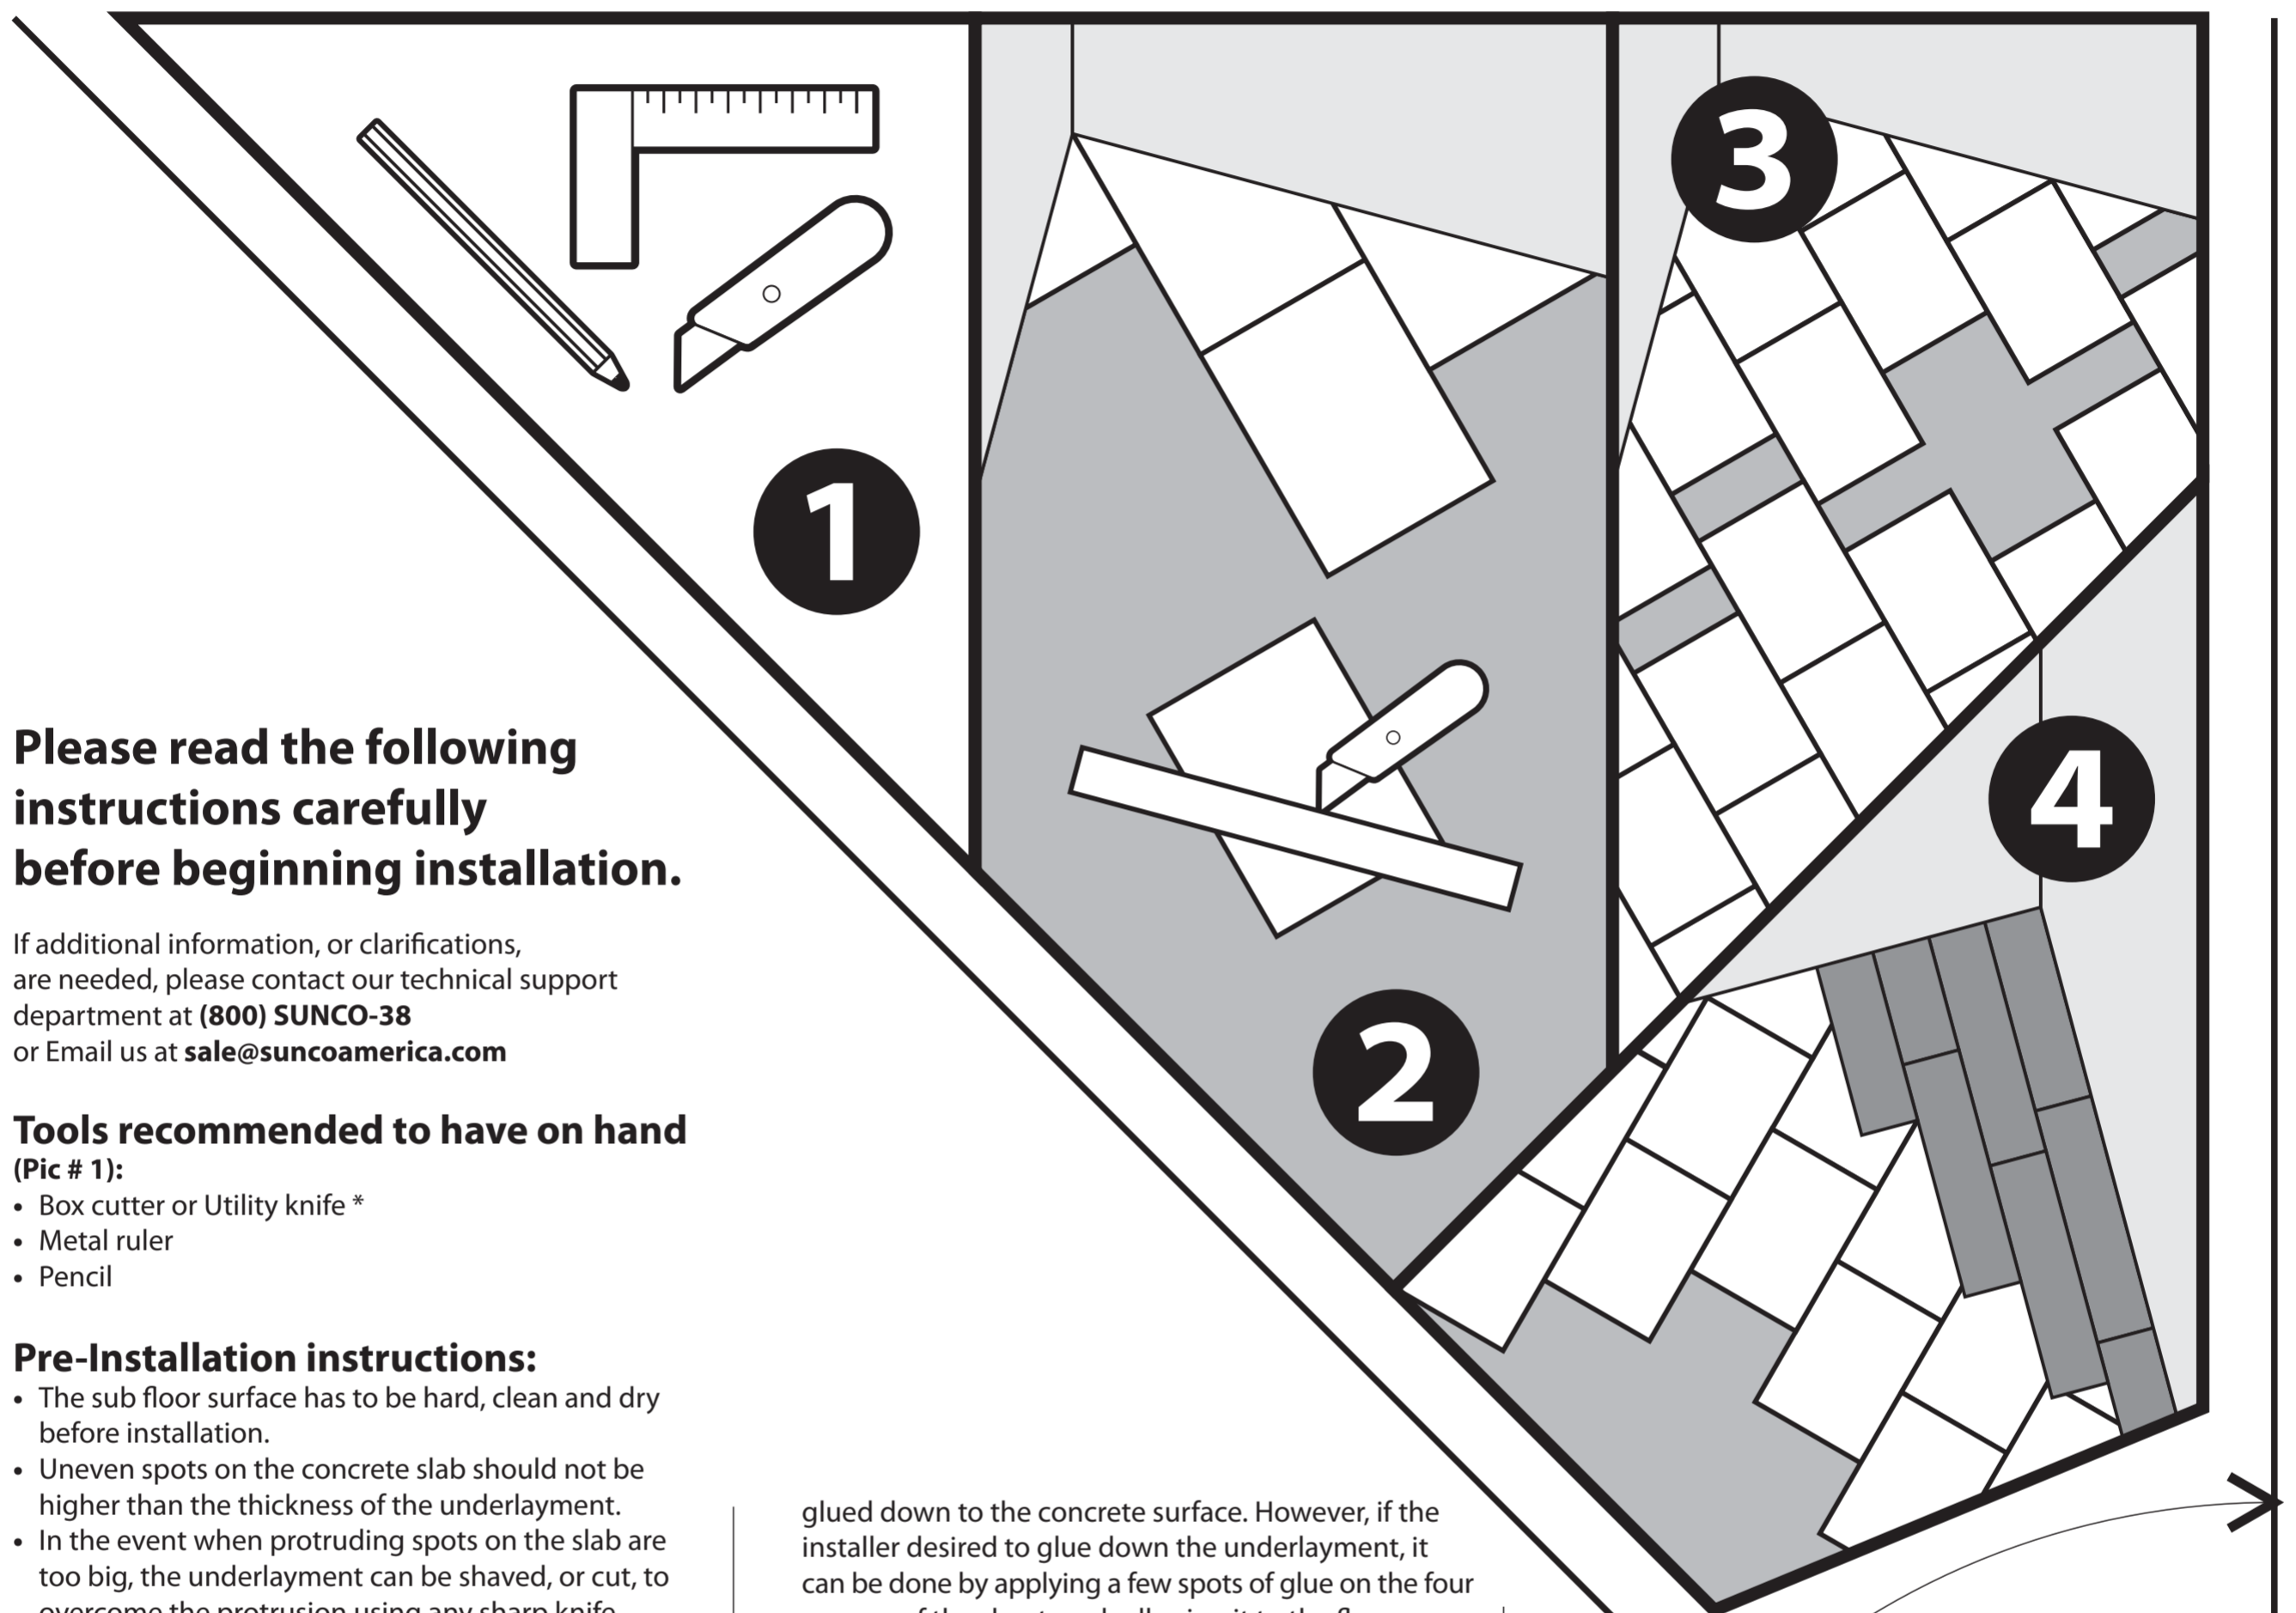 1
2
3
4
Please read the following
instructions carefully
before beginning installation.
If additional information, or clarifications,
are needed, please contact our technical support
department at (800) SUNCO-38
or Email us at sale@suncoamerica.com
Tools recommended to have on hand
(Pic # 1):
• Box cutter or Utility knife *
• Metal ruler
• Pencil
Pre-Installation instructions:
• The sub floor surface has to be hard, clean and dry
before installation.
• Uneven spots on the concrete slab should not be
higher than the thickness of the underlayment.
• In the event when protruding spots on the slab are
too big, the underlayment can be shaved, or cut, to
overcome the protrusion using any sharp knife
glued down to the concrete surface. However, if the
installer desired to glue down the underlayment, it
can be done by applying a few spots of glue on the four